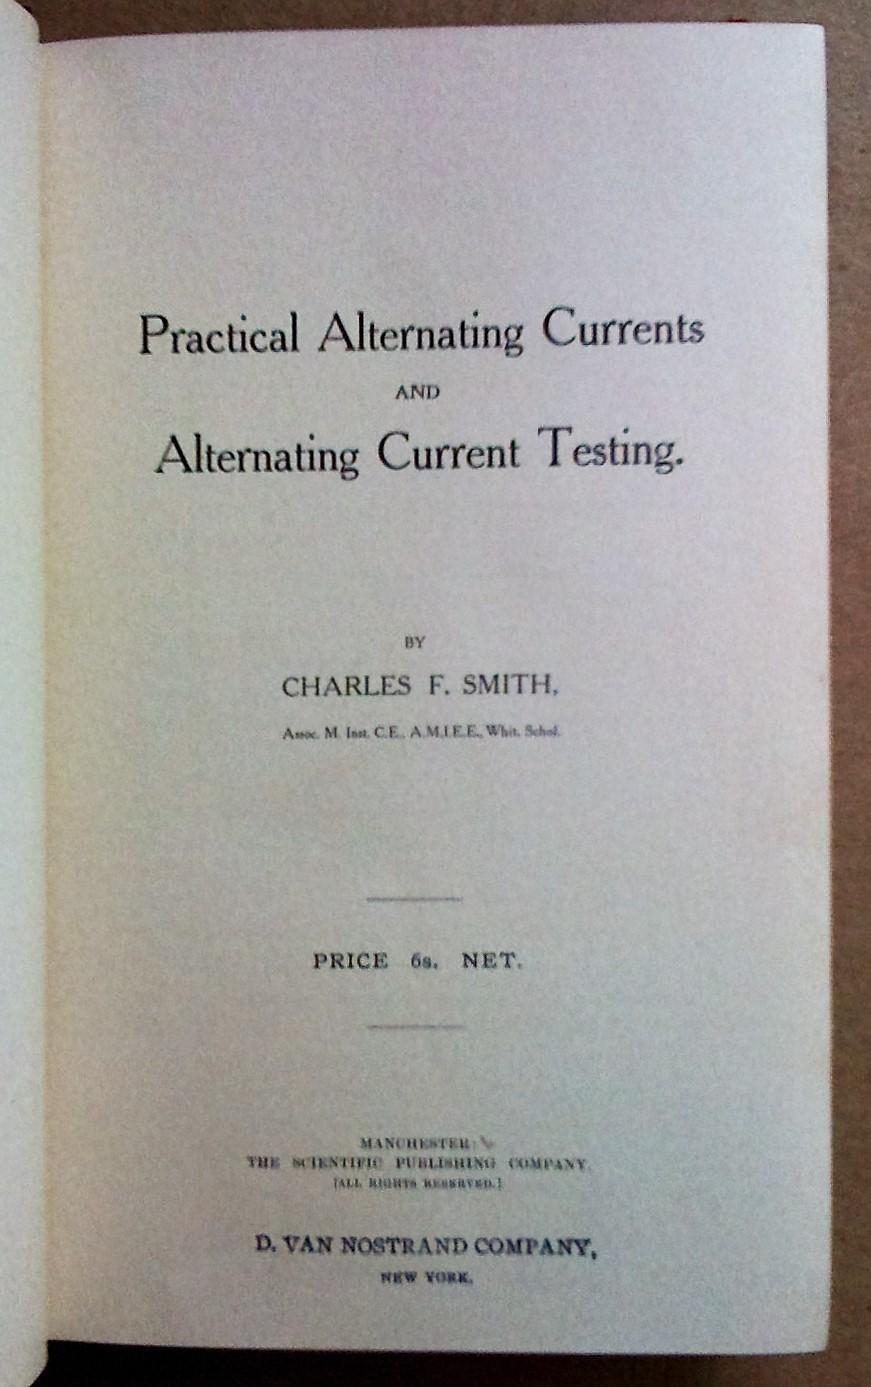 Practical Alternating Currents
AND
Alternating Current Testing.
BY
CHARLES F. SMITH,
Assoc. M. Inst. C.E., A.M.I.E.E., Whit. Schol.
PRICE 6s. NET.
MANCHESTER:
THE SCIENTIFIC PUBLISHING COMPANY.
[ALL RIGHTS RESERVED.]
D. VAN NOSTRAND COMPANY,
NEW YORK.